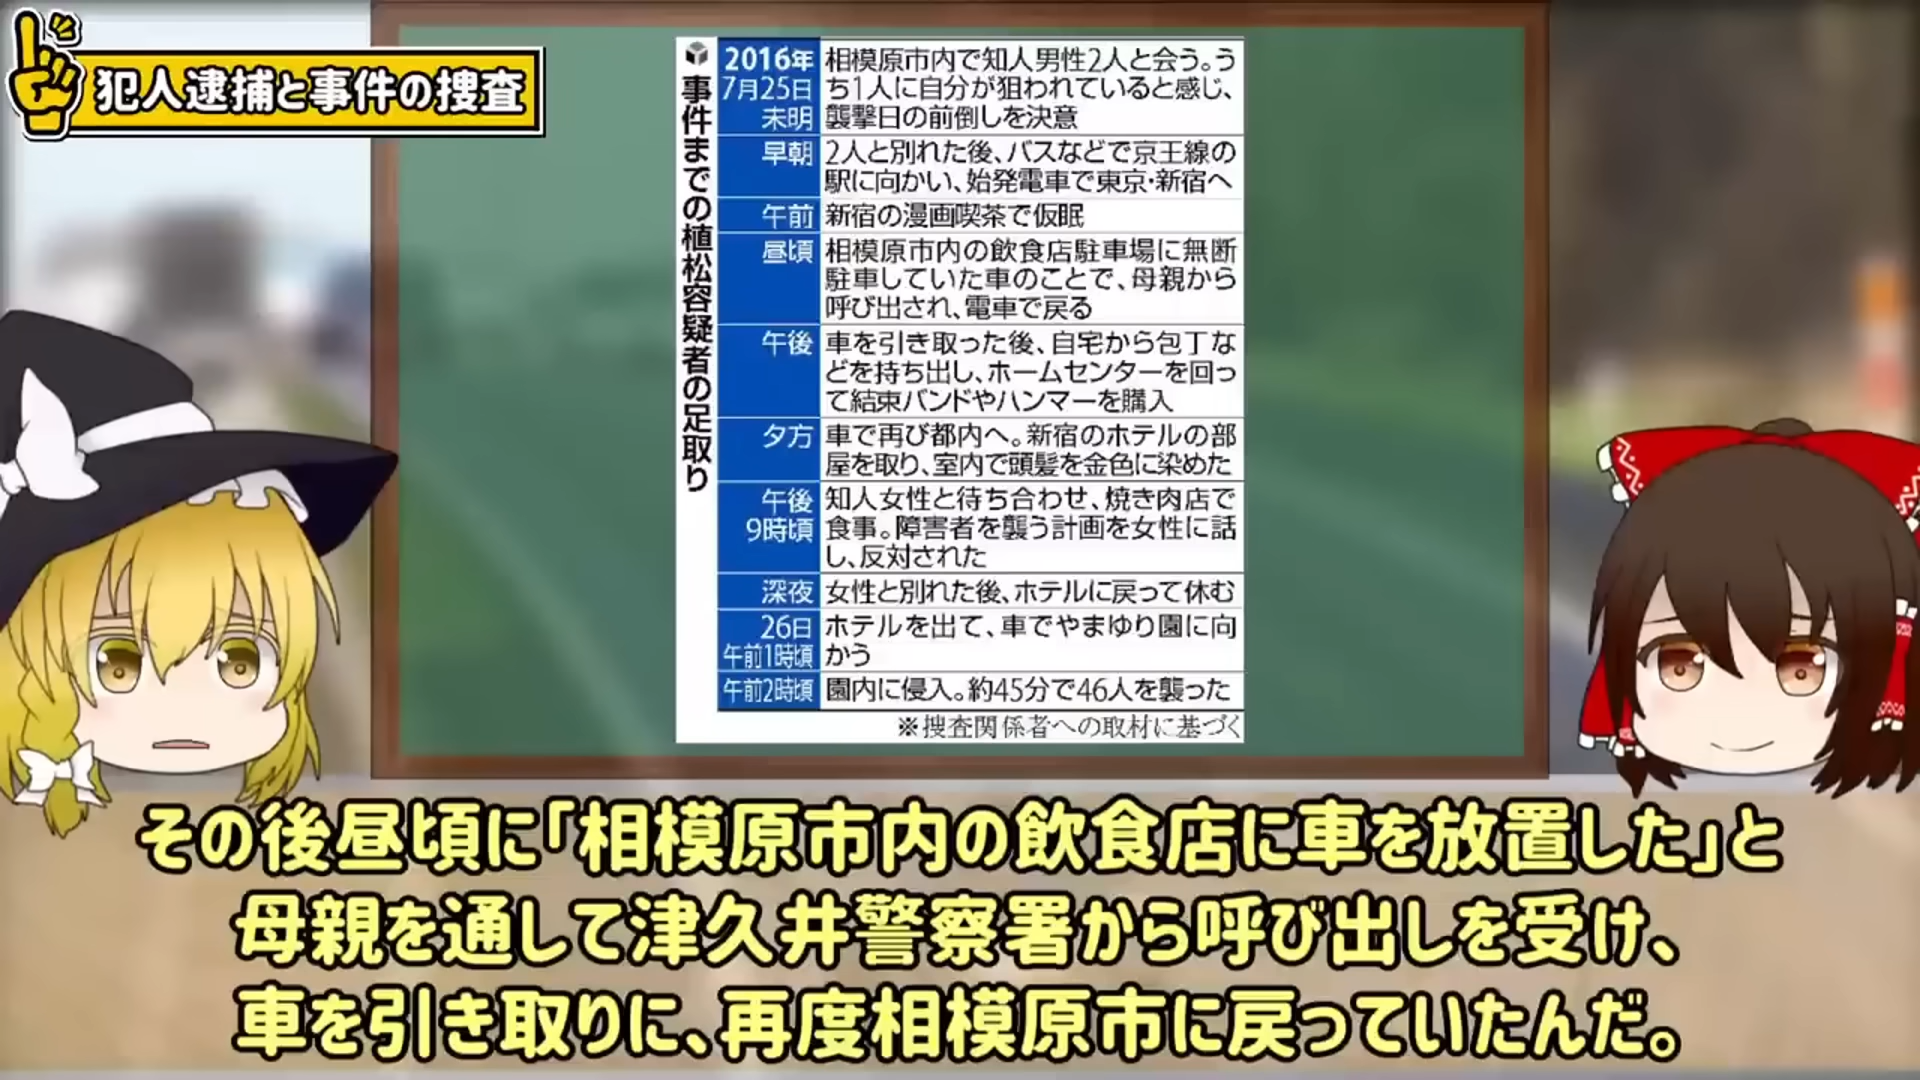 犯人逮捕と事件の捜査
事件までの植松容疑者の足取り
2016年
7月25日
未明
相模原市内で知人男性2人と会う。う
ち1人に自分が狙われていると感じ、
襲撃日の前倒しを決意
早朝
2人と別れた後、バスなどで京王線の
駅に向かい、始発電車で東京・新宿へ
午前
新宿の漫画喫茶で仮眠
昼頃
相模原市内の飲食店駐車場に無断
駐車していた車のことで、母親から
呼び出され、電車で戻る
午後
車を引き取った後、自宅から包丁な
どを持ち出し、ホームセンターを回っ
て結束バンドやハンマーを購入
夕方
車で再び都内へ。新宿のホテルの部
屋を取り、室内で頭髪を金色に染めた
午後
9時頃
知人女性と待ち合わせ、焼き肉店で
食事。障害者を襲う計画を女性に話
し、反対された
深夜
女性と別れた後、ホテルに戻って休む
26日
午前1時頃
ホテルを出て、車でやまゆり園に向
かう
午前2時頃
園内に侵入。約45分で46人を襲った
※捜査関係者への取材に基づく
その後昼頃に「相模原市内の飲食店に車を放置した」と
母親を通して津久井警察署から呼び出しを受け、
車を引き取りに、再度相模原市に戻っていたんだ。